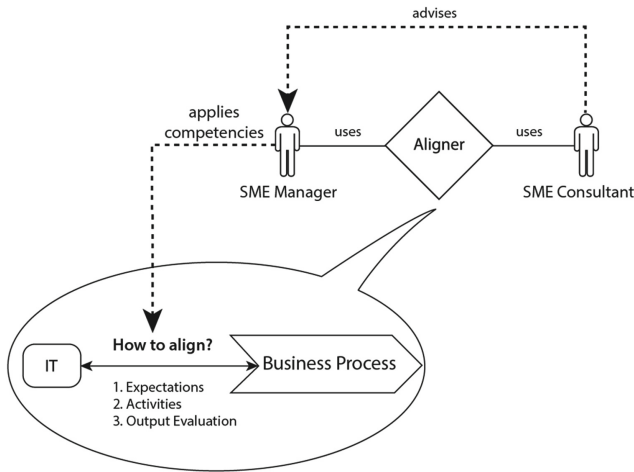 advises
applies
competencies
uses
Aligner
uses
SME Manager
SME Consultant
How to align?
IT
Business Process
1. Expectations
2. Activities
3. Output Evaluation